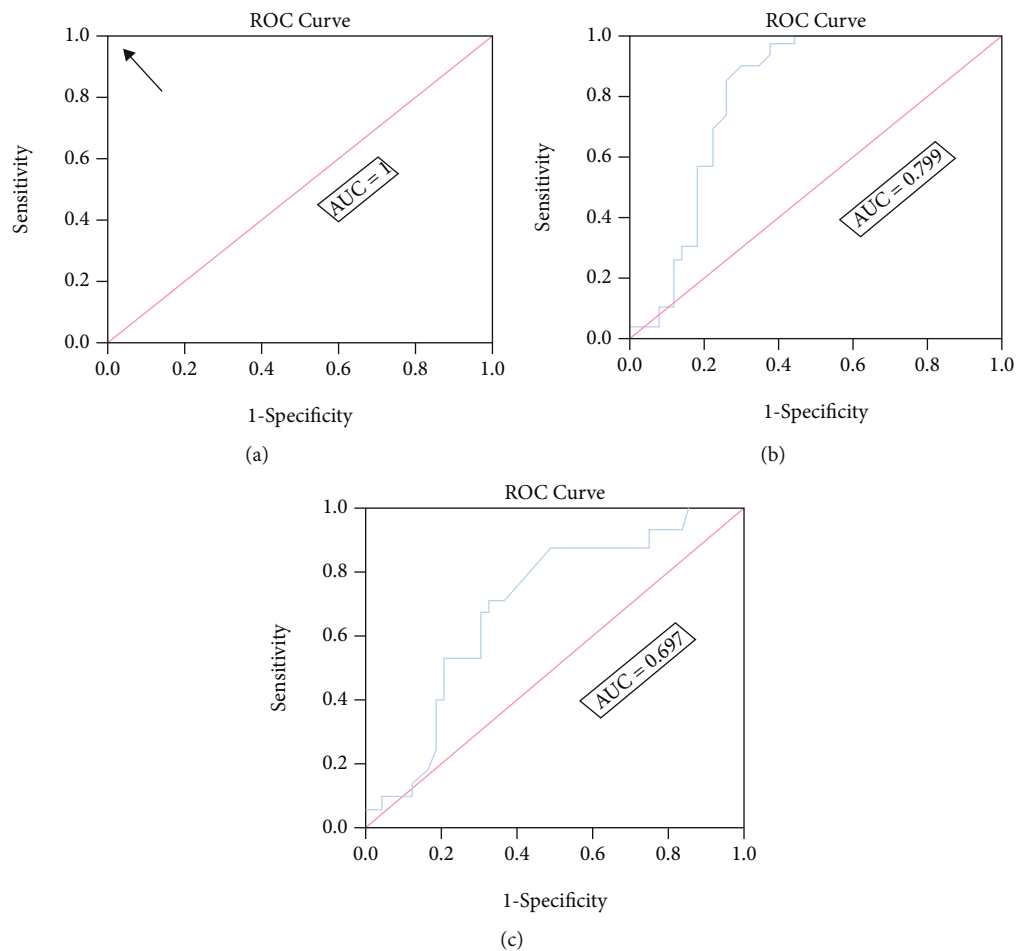 ROC Curve
1.0
0.8
0.6
0.4
0.2
0.0
Sensitivity
AUC = 1
0.0 0.2 0.4 0.6 0.8 1.0
1-Specificity
(a)
ROC Curve
1.0
0.8
0.6
0.4
0.2
0.0
Sensitivity
AUC = 0.799
0.0 0.2 0.4 0.6 0.8 1.0
1-Specificity
(b)
ROC Curve
1.0
0.8
0.6
0.4
0.2
0.0
Sensitivity
AUC = 0.697
0.0 0.2 0.4 0.6 0.8 1.0
1-Specificity
(c)